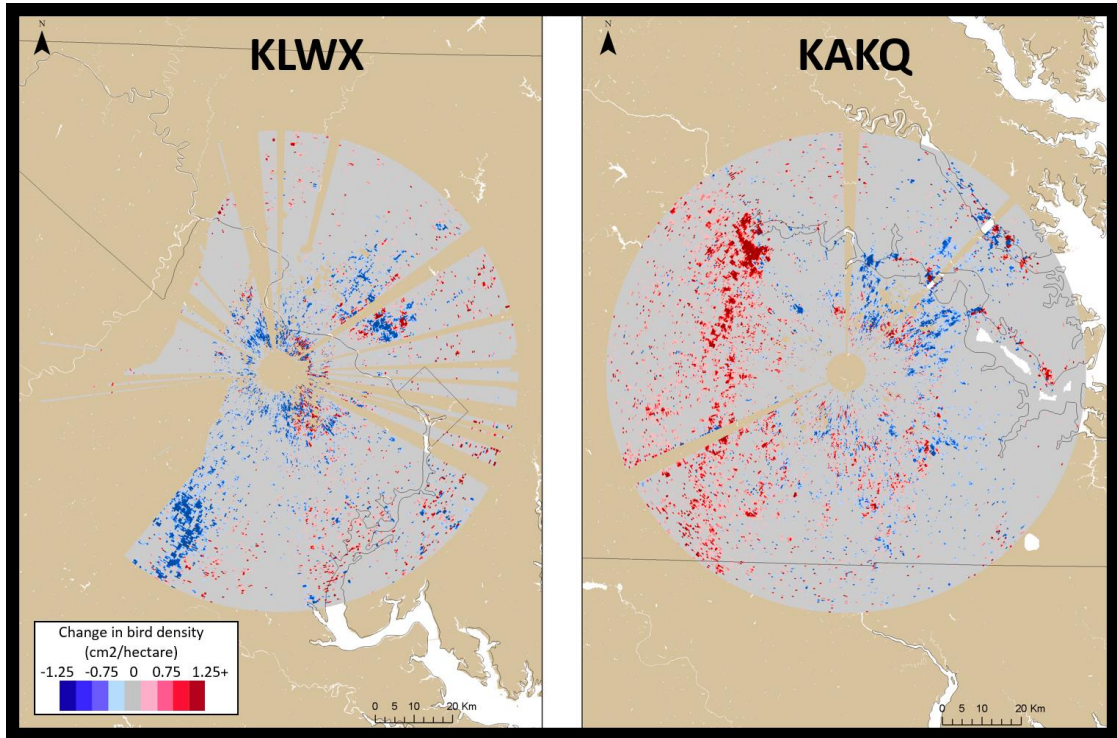 N
KLWX
N
KAKQ
Change in bird density
(cm2/hectare)
-1.25 -0.75 0 0.75 1.25+
0 5 10 20 Km
0 5 10 20 Km